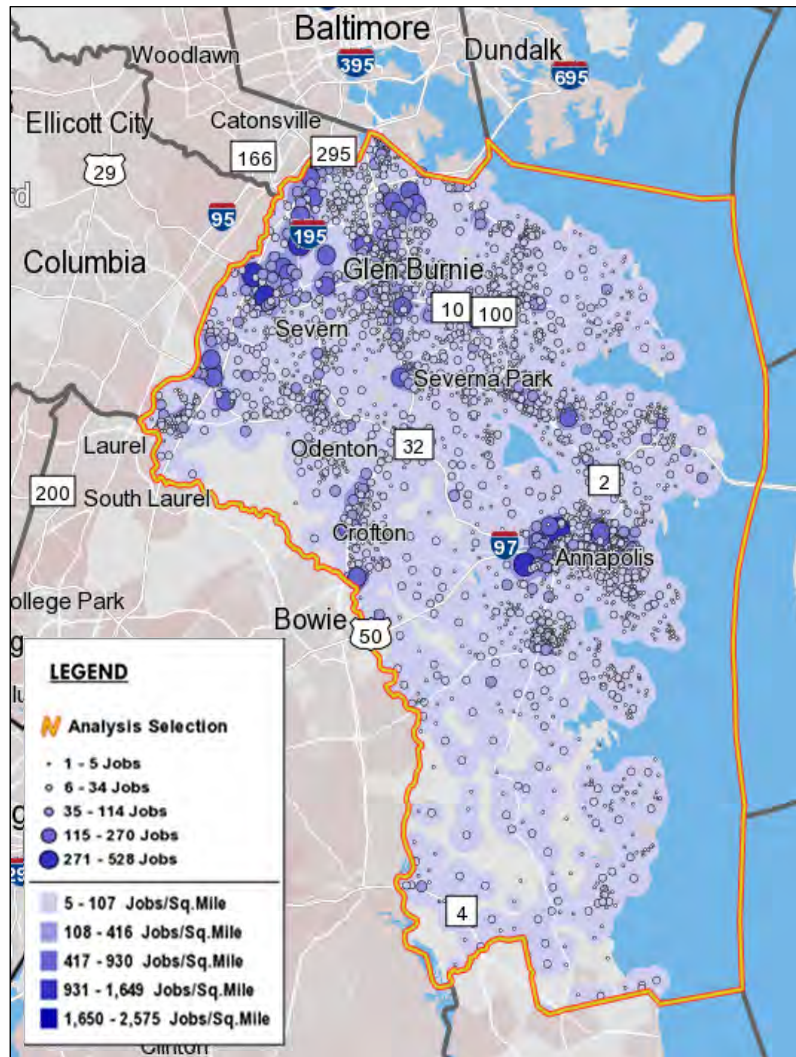 Baltimore
Woodlawn
395
Dundalk
695
Ellicott City
Catonsville
166
295
29
rd
95
195
Columbia
Glen Burnie
10
100
Severn
Severna Park
Laurel
Odenton
32
200
South Laurel
2
Crofton
97
Annapolis
ollege Park
Bowie
50
LEGEND
Analysis Selection
1 - 5 Jobs
6 - 34 Jobs
35 - 114 Jobs
115 - 270 Jobs
271 - 528 Jobs
5 - 107 Jobs/Sq.Mile
108 - 416 Jobs/Sq.Mile
417 - 930 Jobs/Sq.Mile
931 - 1,649 Jobs/Sq.Mile
1,650 - 2,575 Jobs/Sq.Mile
4
Clinton